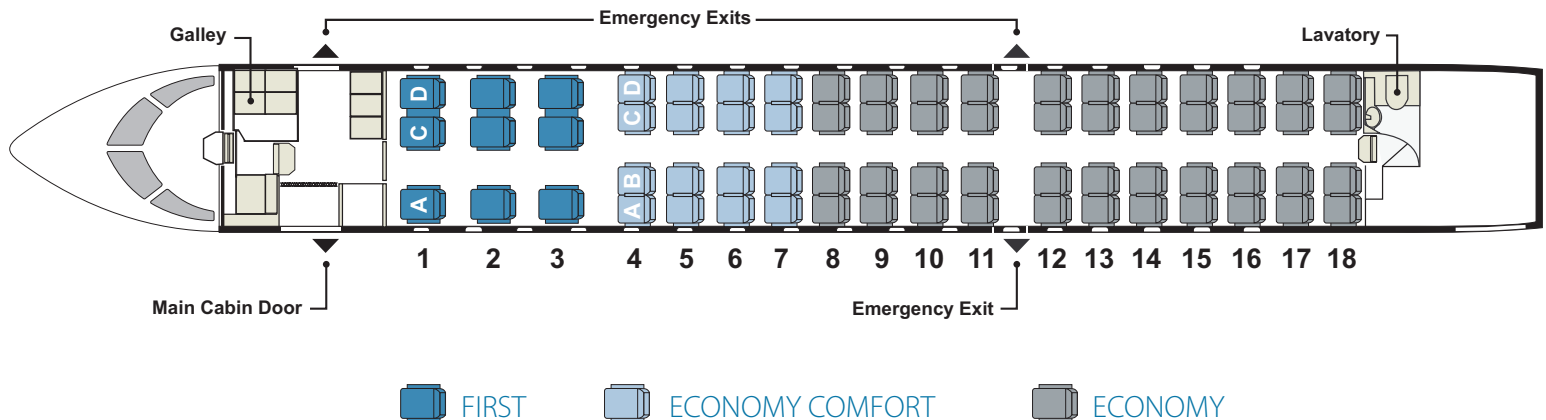 Emergency Exits
Galley
Lavatory
D D
C C
B
A A
1 2 3 4 5 6 7 8 9 10 11 12 13 14 15 16 17 18
Main Cabin Door
Emergency Exit
FIRST ECONOMY COMFORT ECONOMY